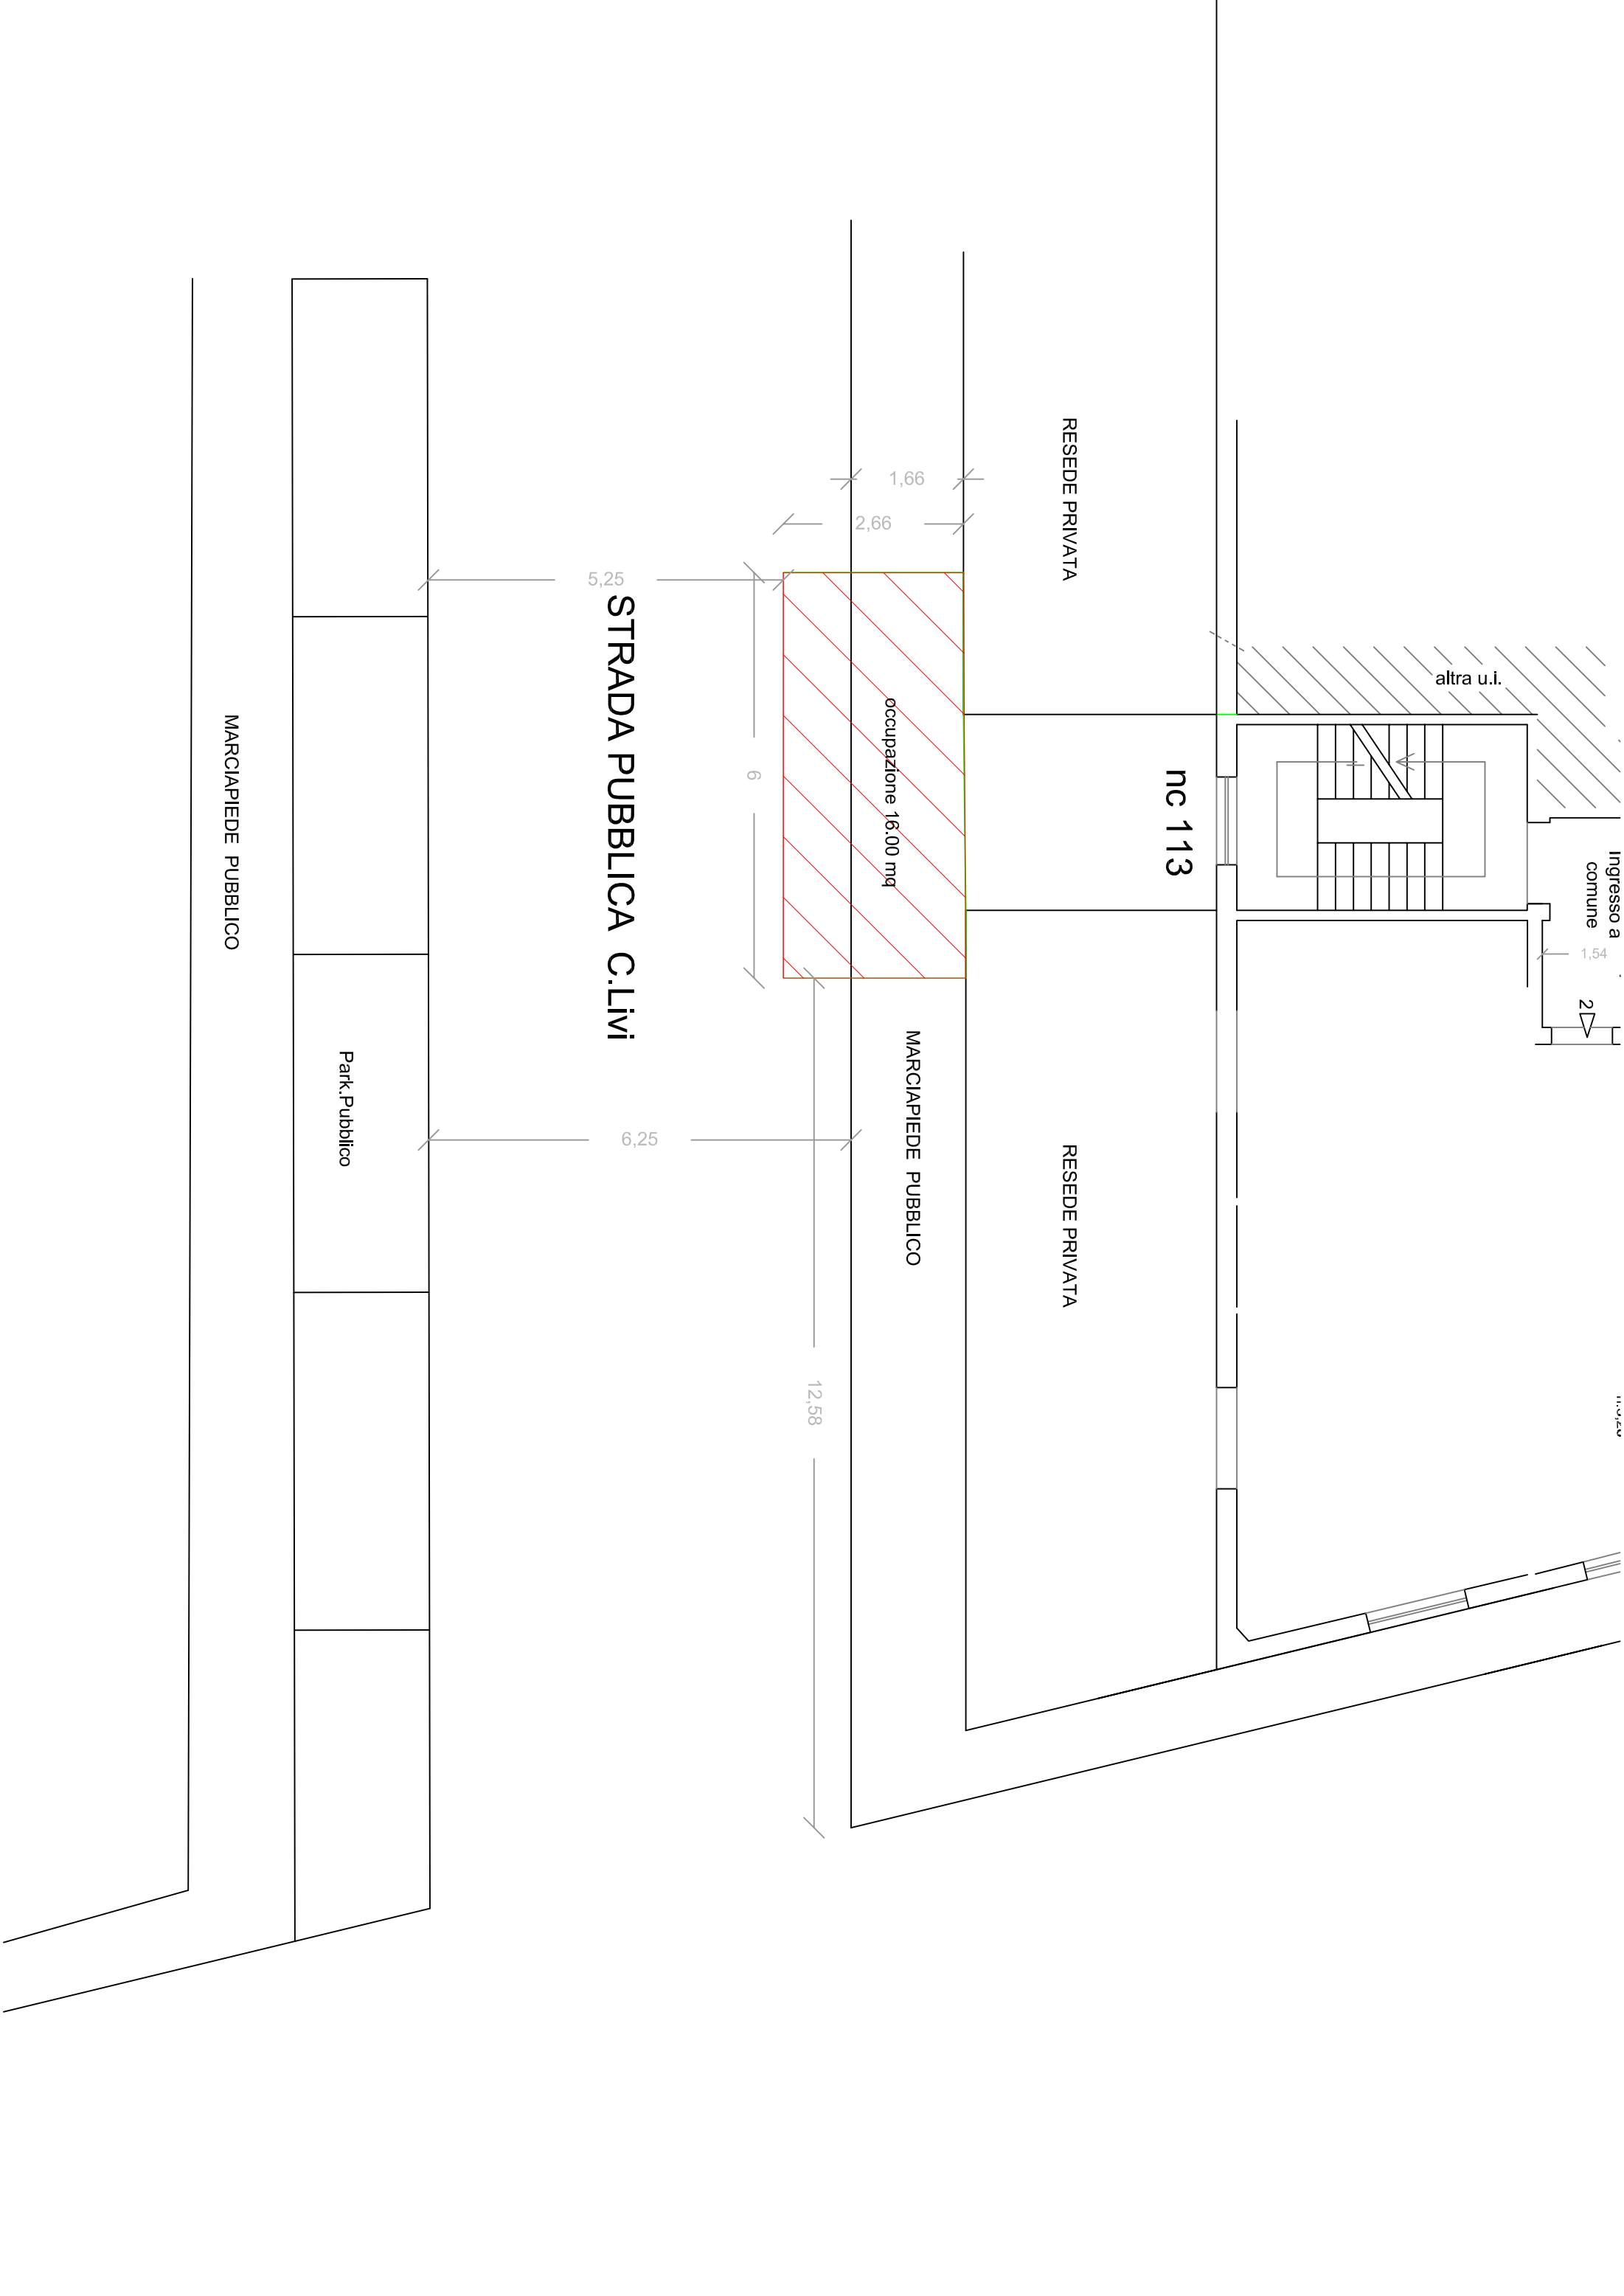 RESEDE PRIVATA
1,66
2,66
5,25
STRADA PUBBLICA C.Livi
altra u.i.
occupazione 16.00 mq
6
nc 113
MARCIAPIEDE PUBBLICO
Ingresso a
comune
1,54
2
Park.Pubblico
MARCIAPIEDE PUBBLICO
6,25
RESEDE PRIVATA
12,58